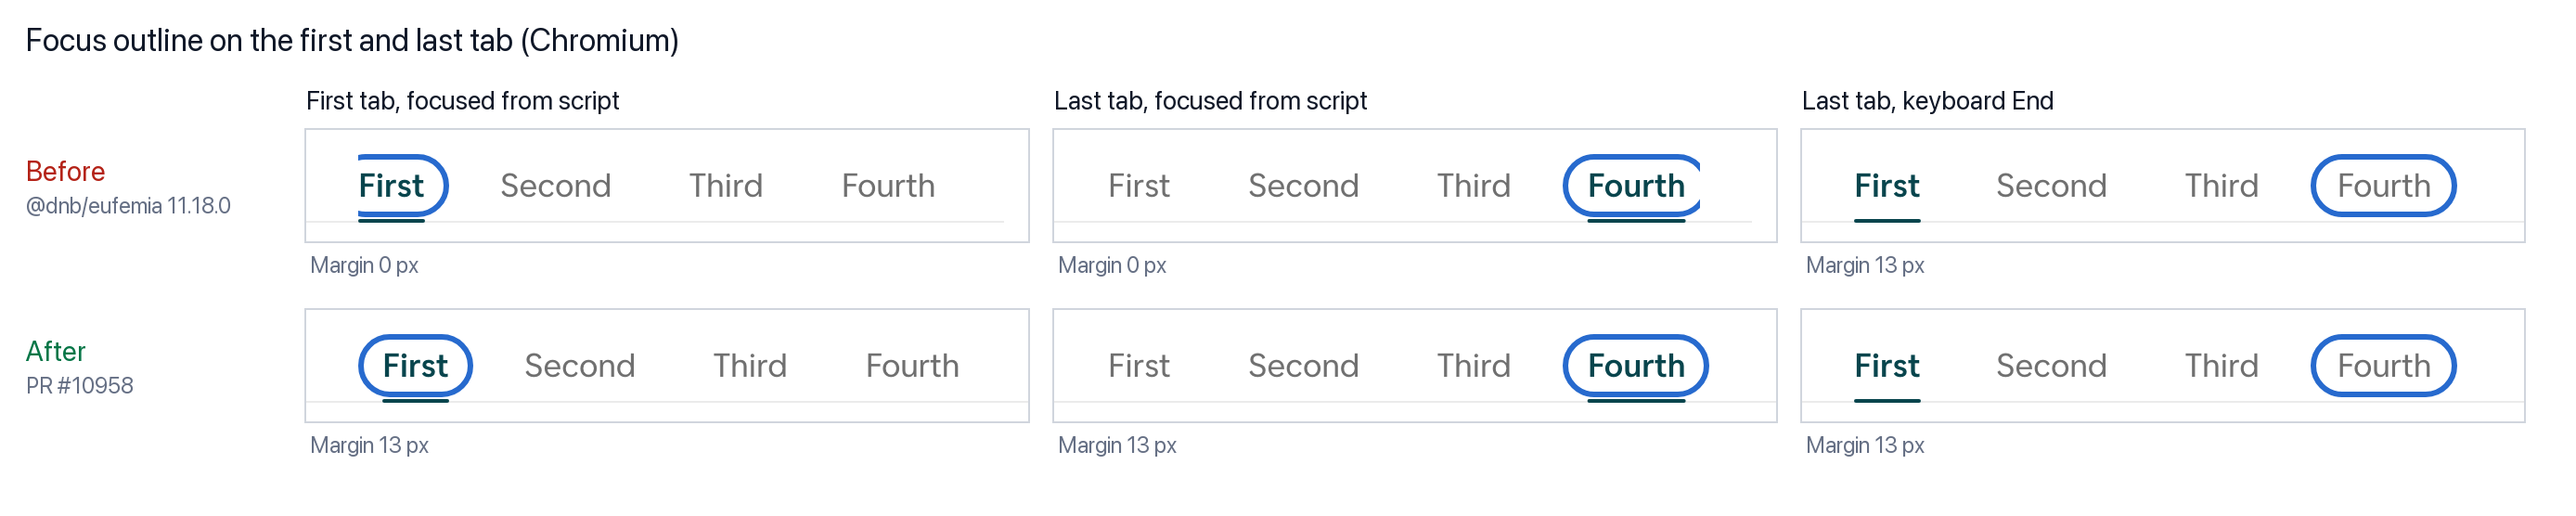 Focus outline on the first and last tab (Chromium)
First tab, focused from script
Last tab, focused from script
Last tab, keyboard End
Before
@dnb/eufemia 11.18.0
First Second Third Fourth
First Second Third Fourth
First Second Third Fourth
Margin 0 px
Margin 0 px
Margin 13 px
After
PR #10958
First Second Third Fourth
First Second Third Fourth
First Second Third Fourth
Margin 13 px
Margin 13 px
Margin 13 px